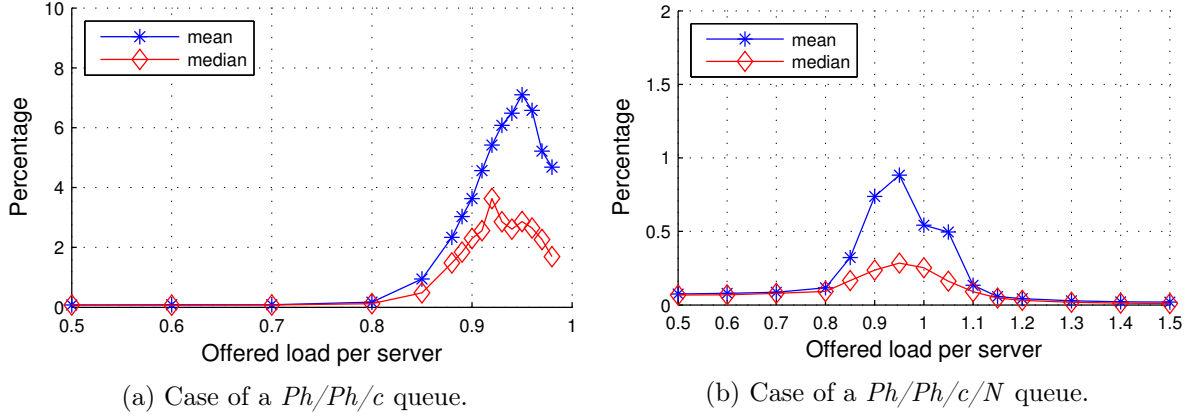 10
8
6
4
2
0
Percentage
mean
median
0.5
0.6
0.7
0.8
0.9
1
Offered load per server
(a) Case of a Ph/Ph/c queue.
2
1.5
1
0.5
0
Percentage
mean
median
0.5
0.6
0.7
0.8
0.9
1
1.1
1.2
1.3
1.4
1.5
Offered load per server
(b) Case of a Ph/Ph/c/N queue.